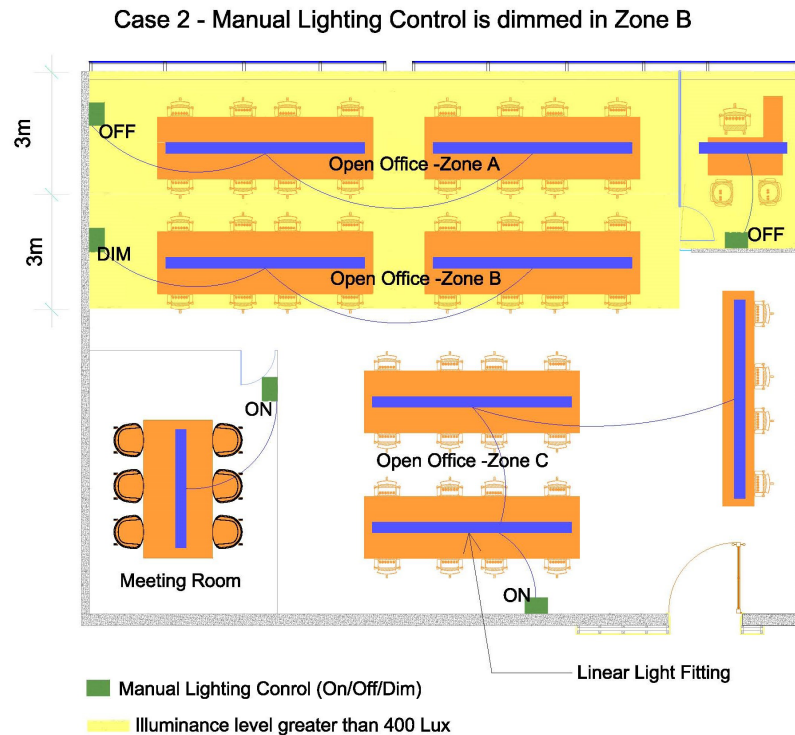 Case 2 - Manual Lighting Control is dimmed in Zone B
3m
OFF
Open Office -Zone A
OFF
3m
DIM
Open Office -Zone B
ON
Open Office -Zone C
Meeting Room
ON
Linear Light Fitting
Manual Lighting Conrol (On/Off/Dim)
Illuminance level greater than 400 Lux